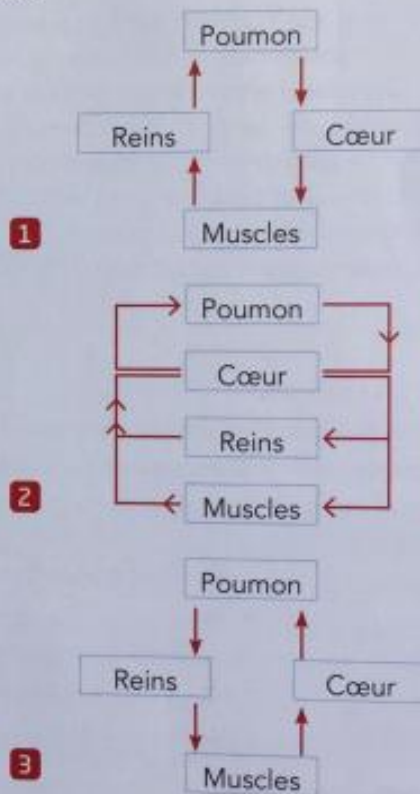 Poumon
Reins Cœur
Muscles
1
Poumon
Cœur
Reins
Muscles
2
Poumon
Reins Cœur
Muscles
3